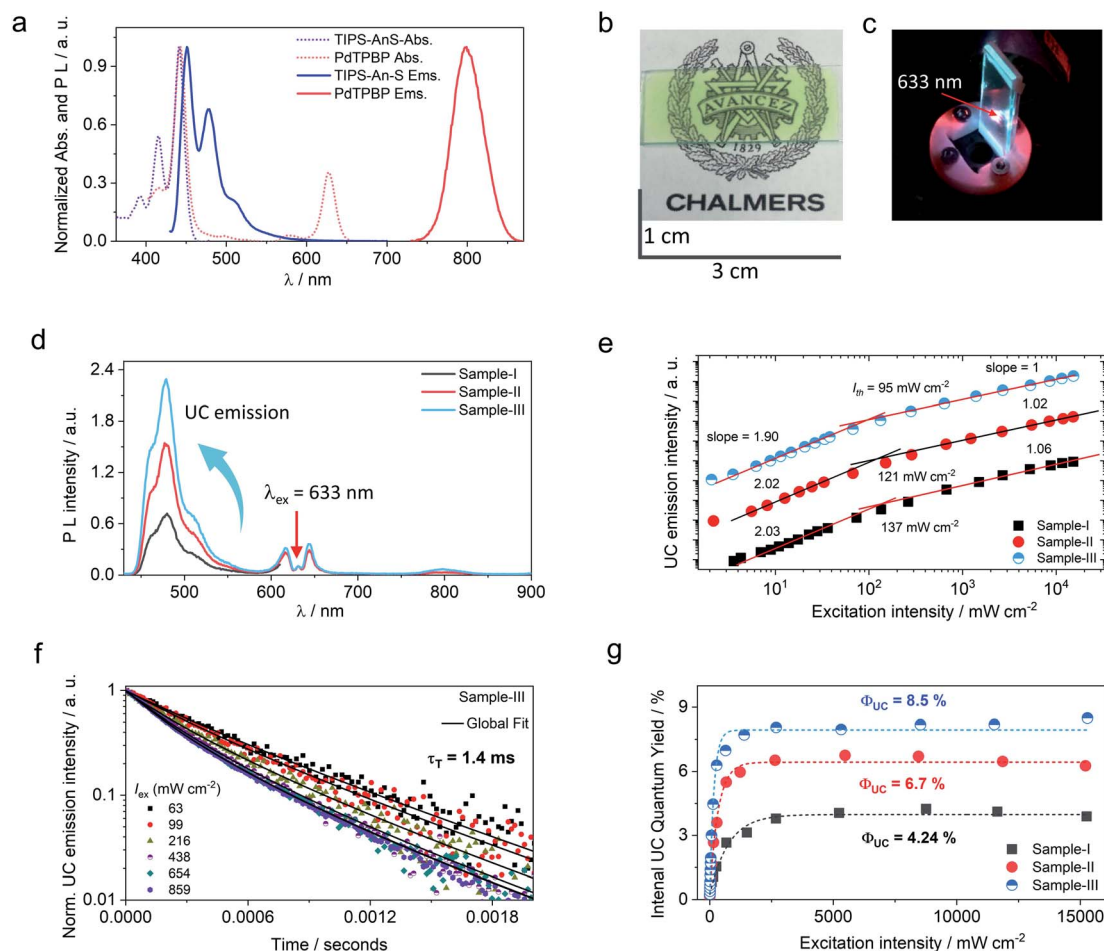 a
Normalized Abs. and P L / a. u.
1.0
0.9
0.6
0.3
0.0
400
500
600
700
800
λ / nm
TIPS-AnS-Abs.
PdTPBP Abs.
TIPS-An-S Ems.
PdTPBP Ems.
b
AVANCEZ
1829
CHALMERS
1 cm
3 cm
c
633 nm
d
P L intensity / a.u.
2.4
1.8
1.2
0.6
0.0
500
600
700
800
900
λ / nm
UC emission
λex = 633 nm
Sample-I
Sample-II
Sample-III
e
UC emission intensity / a. u.
slope = 1
Ith = 95 mW cm-2
1.02
slope = 1.90
1.06
2.02
121 mW cm-2
2.03
137 mW cm-2
Sample-I
Sample-II
Sample-III
10¹
10²
10³
10⁴
Excitation intensity / mW cm-2
f
Norm. UC emission intensity / a. u.
1
0.1
0.01
Sample-III
Global Fit
τT = 1.4 ms
Iex (mW cm-2)
63
99
216
438
654
859
0.0000
0.0006
0.0012
0.0018
Time / seconds
g
Intenal UC Quantum Yield / %
9
6
3
0
ΦUC = 8.5 %
ΦUC = 6.7 %
ΦUC = 4.24 %
Sample-I
Sample-II
Sample-III
0
5000
10000
15000
Excitation intensity / mW cm-2